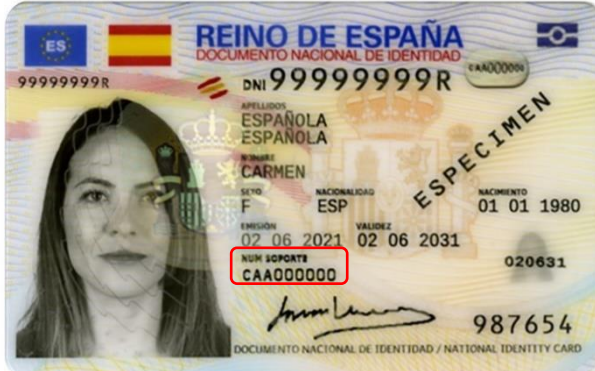 ES
REINO DE ESPAÑA
DOCUMENTO NACIONAL DE IDENTIDAD
CAA000000
99999999R
DNI 99999999R
APELLIDOS
ESPAÑOLA
ESPAÑOLA
NOMBRE
CARMEN
ESPECIMEN
SEXO NACIONALIDAD NACIMIENTO
F ESP 01 01 1980
EMISIÓN VALIDEZ
02 06 2021 02 06 2031
NUM SOPORTE
CAA000000
020631
987654
DOCUMENTO NACIONAL DE IDENTIDAD / NATIONAL IDENTITY CARD